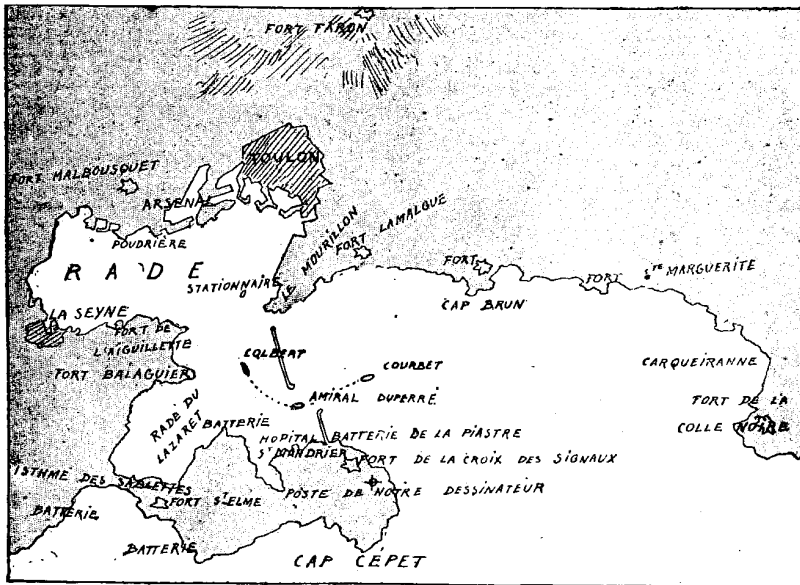 FORT FARON
TOULON
FORT MALBOUSQUET
ARSENAL
LE MOURILLON
FORT LAMALGUE
POUDRIÈRE
RADE
STATIONNAIRE
FORT
FORT
STE MARGUERITE
CAP BRUN
LA SEYNE
FORT DE
L'AIGUILLETTE
COLBERT
COURBET
CARQUEIRANNE
FORT BALAGUIER
AMIRAL DUPERRÉ
FORT DE LA
COLLE NOIRE
RADE DU
LAZARET
BATTERIE
HOPITAL
ST MANDRIER
BATTERIE DE LA PIASTRE
FORT DE LA CROIX DES SIGNAUX
ISTHME DES SABLETTES
POSTE DE NOTRE DESSINATEUR
FORT ST ELME
BATTERIE
BATTERIE
CAP CÉPET